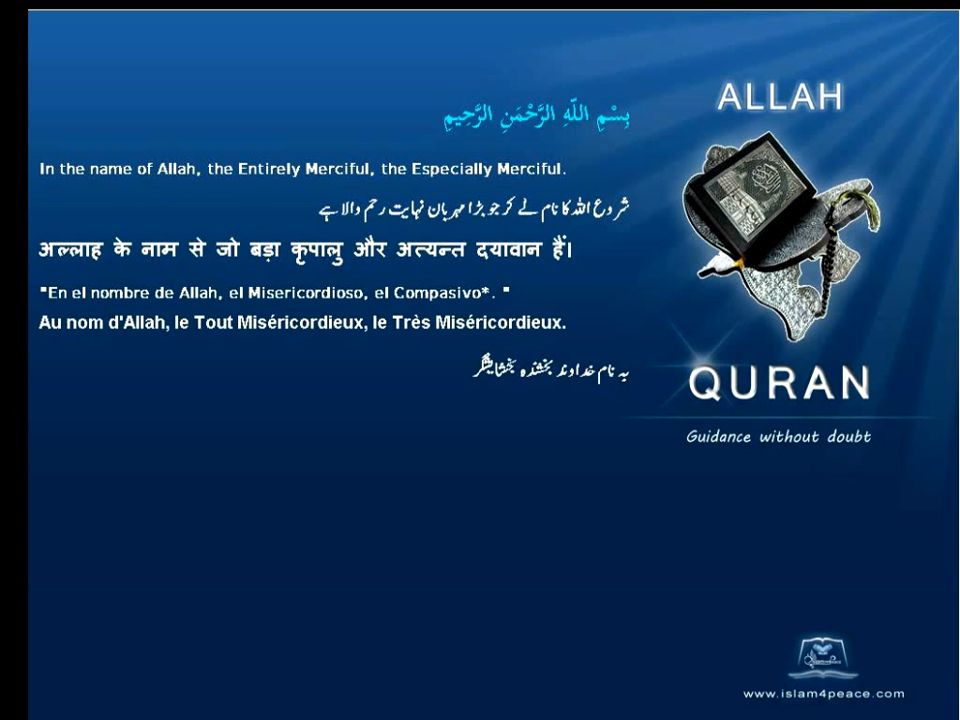 بِسْمِ اللّهِ الرَّحْمَنِ الرَّحِيمِ
In the name of Allah, the Entirely Merciful, the Especially Merciful.
شروع الله کا نام لے کر جو بڑا مہربان نہایت رحم والا ہے
अल्लाह के नाम से जो बड़ा कृपालु और अत्यन्त दयावान हैं।
"En el nombre de Allah, el Misericordioso, el Compasivo*. "
Au nom d'Allah, le Tout Miséricordieux, le Très Miséricordieux.
به نام خداوند بخشنده بخشایشگر
ALLAH
QURAN
Guidance without doubt
www.islam4peace.com